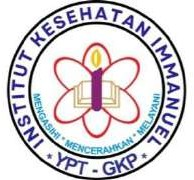 INSTITUT KESEHATAN IMMANUEL
MENGASIHI * MENCERAHKAN * MELAYANI
* YPT - GKP *